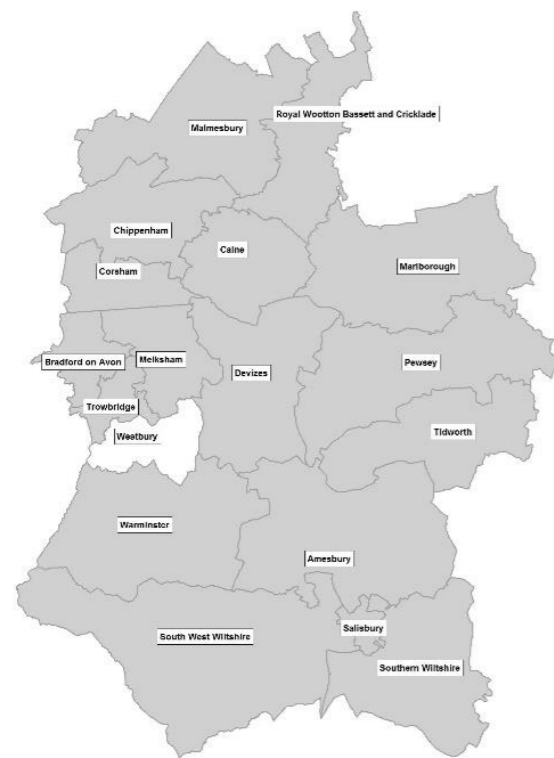 Royal Wootton Bassett and Cricklade
Malmesbury
Chippenham
Calne
Corsham
Marlborough
Bradford on Avon
Melksham
Devizes
Pewsey
Trowbridge
Westbury
Tidworth
Warminster
Amesbury
South West Wiltshire
Salisbury
Southern Wiltshire